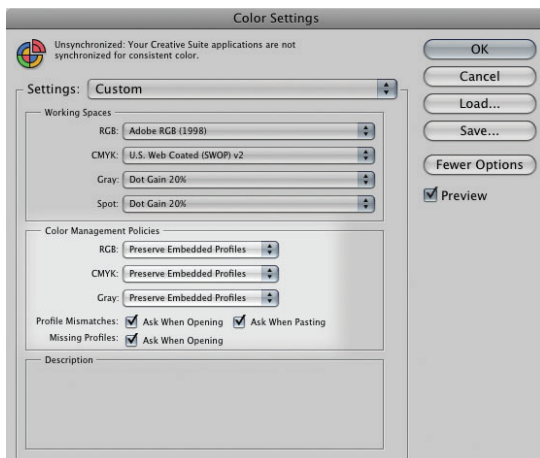 Color Settings
Unsynchronized: Your Creative Suite applications are not
synchronized for consistent color.
OK
Cancel
Load...
Save...
Fewer Options
Preview
Settings: Custom
Working Spaces
RGB: Adobe RGB (1998)
CMYK: U.S. Web Coated (SWOP) v2
Gray: Dot Gain 20%
Spot: Dot Gain 20%
Color Management Policies
RGB: Preserve Embedded Profiles
CMYK: Preserve Embedded Profiles
Gray: Preserve Embedded Profiles
Profile Mismatches: Ask When Opening Ask When Pasting
Missing Profiles: Ask When Opening
Description